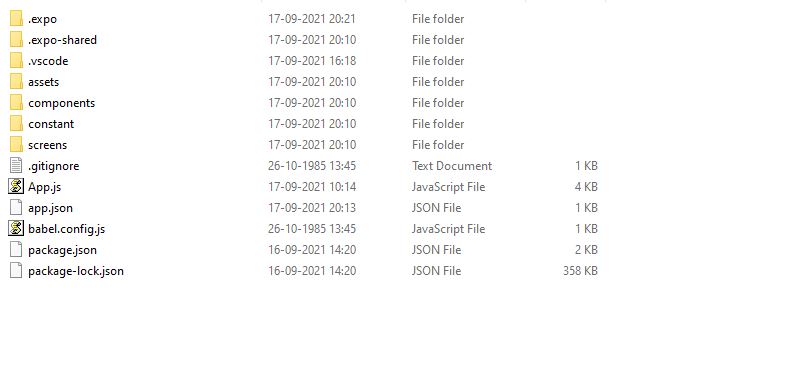 .expo 17-09-2021 20:21 File folder
.expo-shared 17-09-2021 20:10 File folder
.vscode 17-09-2021 16:18 File folder
assets 17-09-2021 20:10 File folder
components 17-09-2021 20:10 File folder
constant 17-09-2021 20:10 File folder
screens 17-09-2021 20:10 File folder
.gitignore 26-10-1985 13:45 Text Document 1 KB
App.js 17-09-2021 10:14 JavaScript File 4 KB
app.json 17-09-2021 20:13 JSON File 1 KB
babel.config.js 26-10-1985 13:45 JavaScript File 1 KB
package.json 16-09-2021 14:20 JSON File 2 KB
package-lock.json 16-09-2021 14:20 JSON File 358 KB